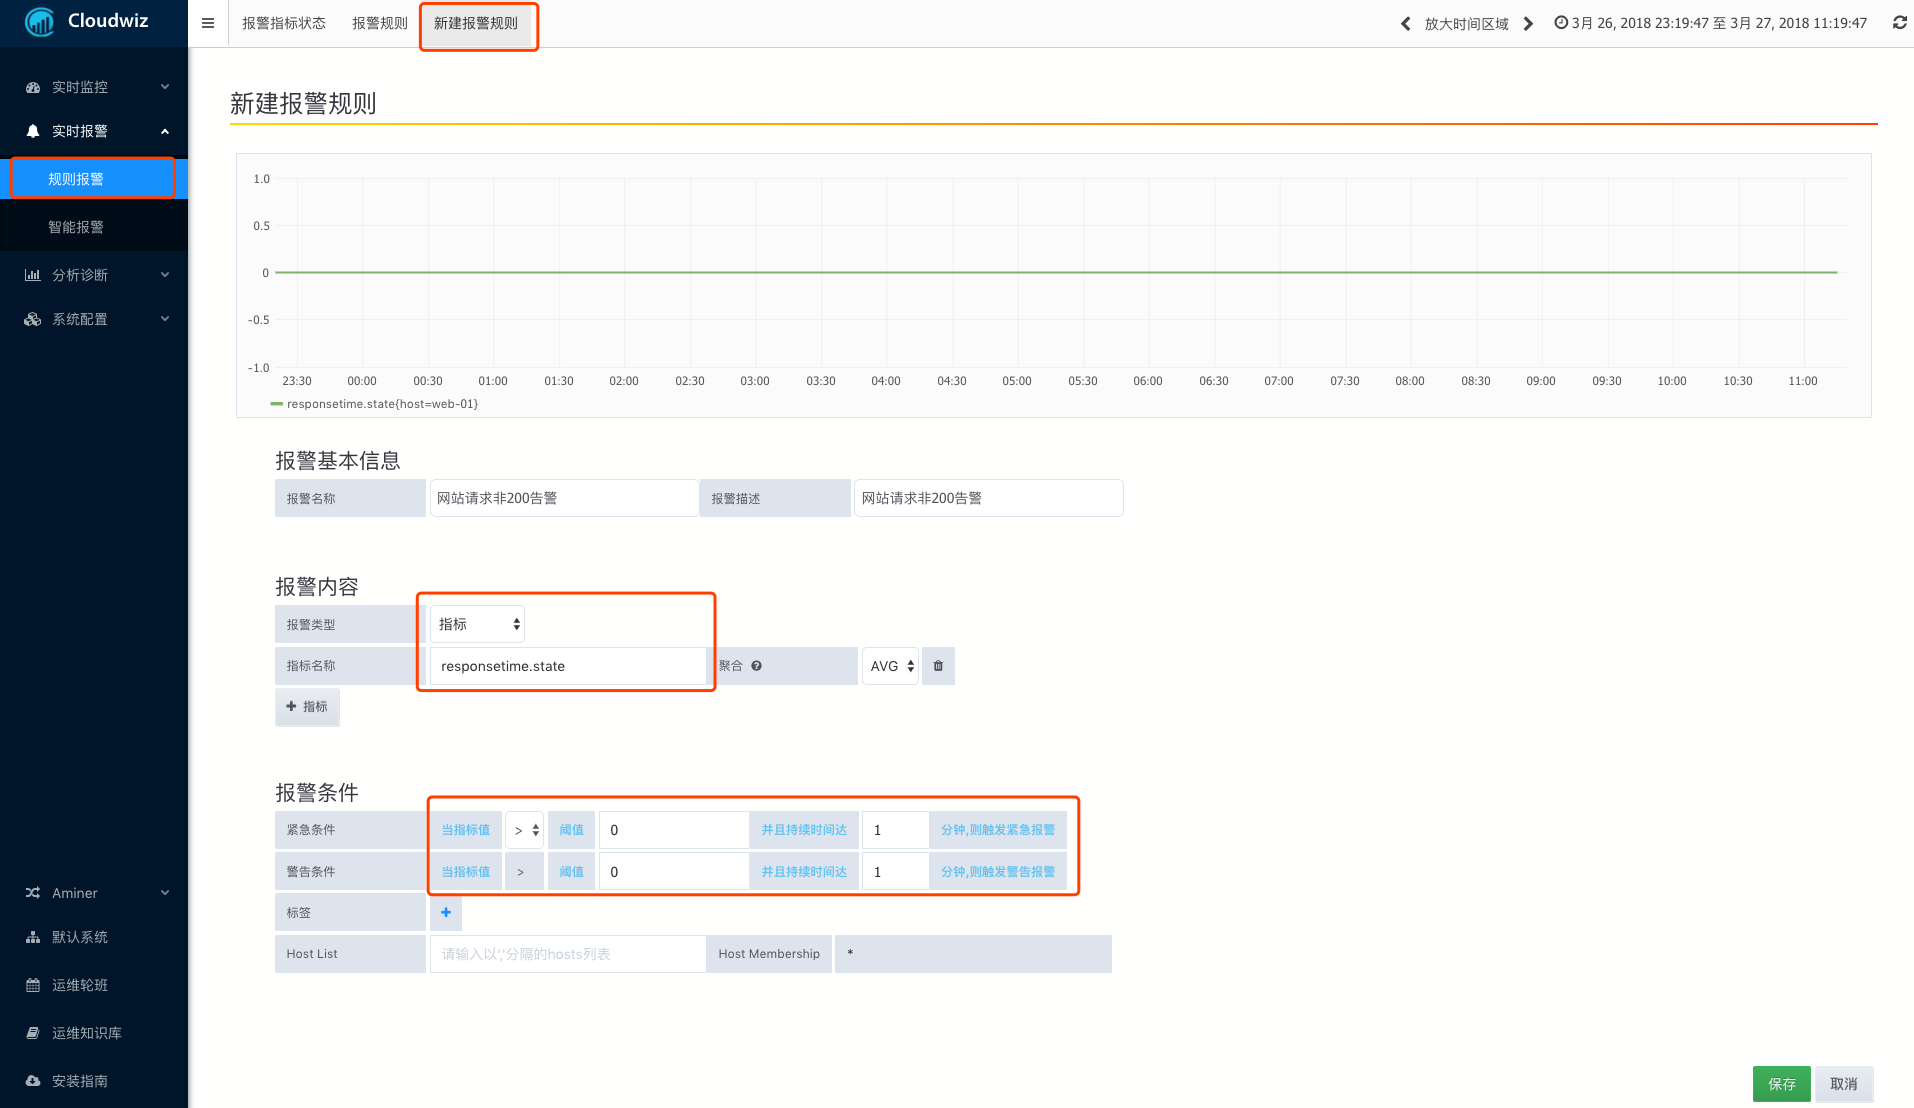 Cloudwiz
报警指标状态 报警规则 新建报警规则
放大时间区域 3月 26, 2018 23:19:47 至 3月 27, 2018 11:19:47
实时监控
实时报警
规则报警
智能报警
分析诊断
系统配置
Aminer
默认系统
运维轮班
运维知识库
安装指南
新建报警规则
1.0
0.5
0
-0.5
-1.0
23:30 00:00 00:30 01:00 01:30 02:00 02:30 03:00 03:30 04:00 04:30 05:00 05:30 06:00 06:30 07:00 07:30 08:00 08:30 09:00 09:30 10:00 10:30 11:00
responsetime.state{host=web-01}
报警基本信息
报警名称 网站请求非200告警 报警描述 网站请求非200告警
报警内容
报警类型 指标
指标名称 responsetime.state 聚合 AVG
+ 指标
报警条件
紧急条件 当指标值 > 阈值 0 并且持续时间达 1 分钟,则触发紧急报警
警告条件 当指标值 > 阈值 0 并且持续时间达 1 分钟,则触发警告报警
标签 +
Host List 请输入以','分隔的hosts列表 Host Membership *
保存 取消